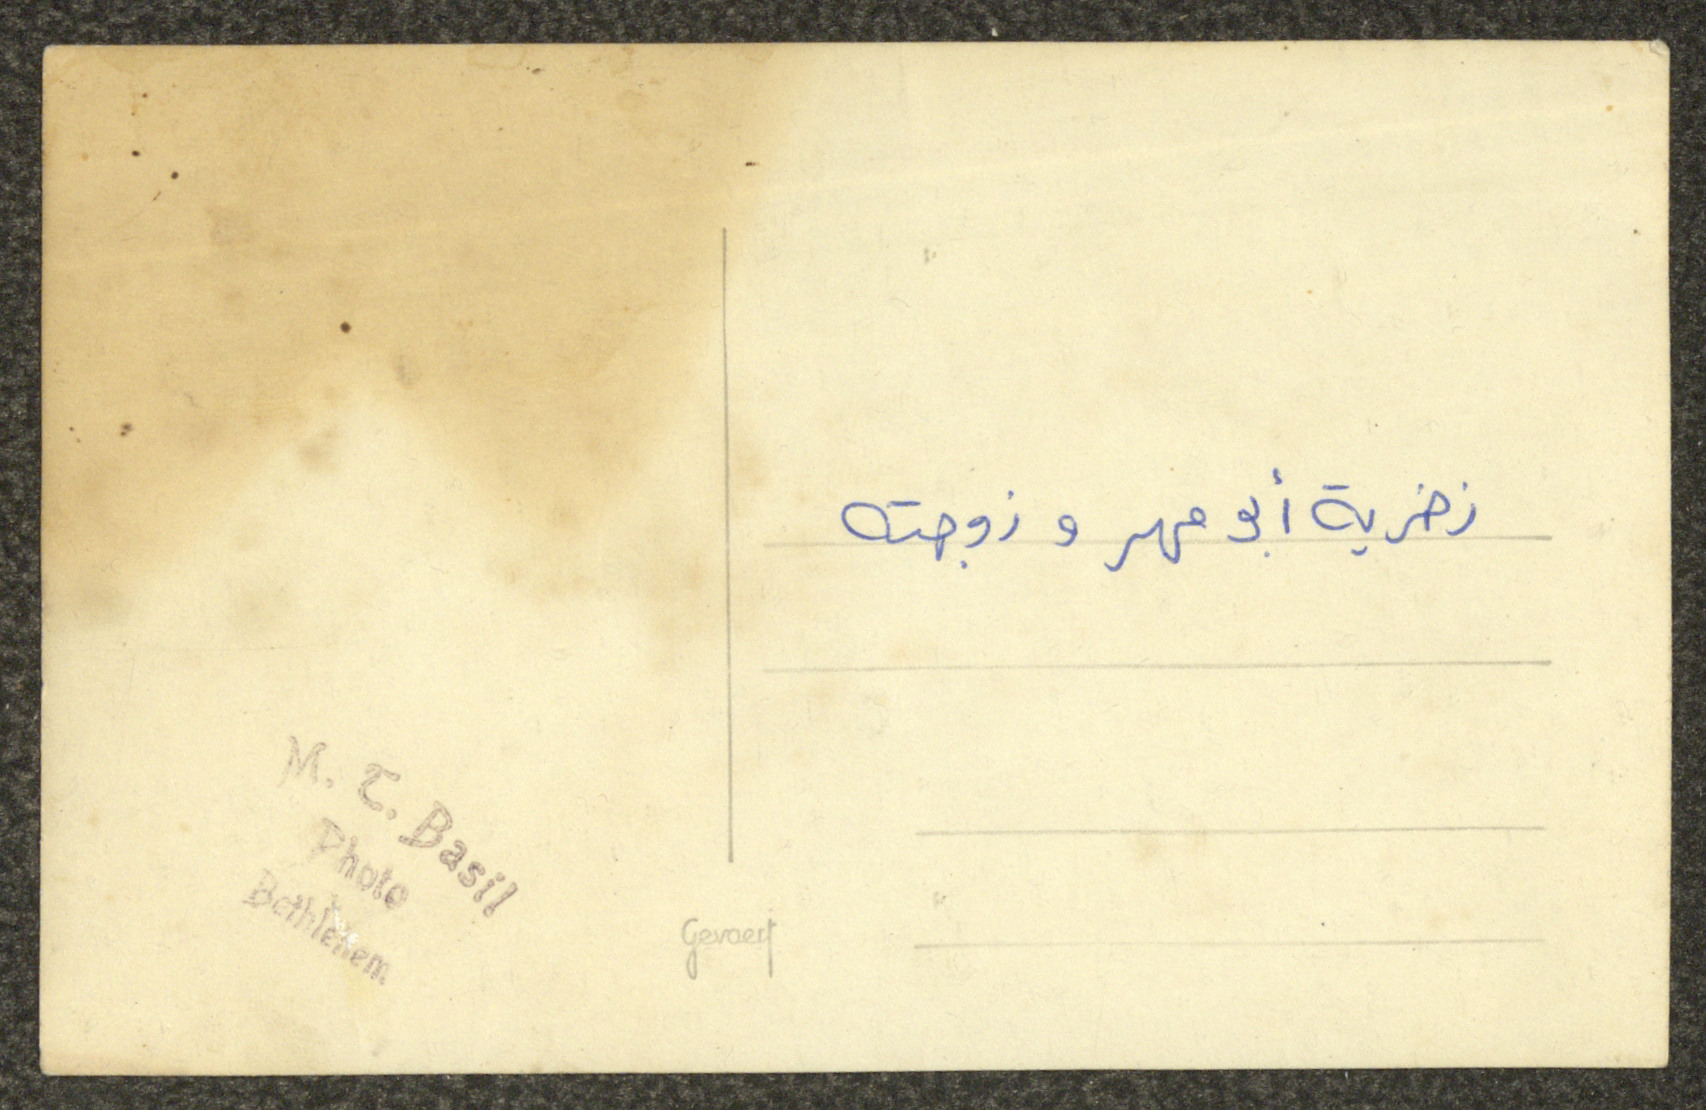 زخرية أبو مهر و زوجته
M. T. Basil
Photo
Bethlehem
Gevaert